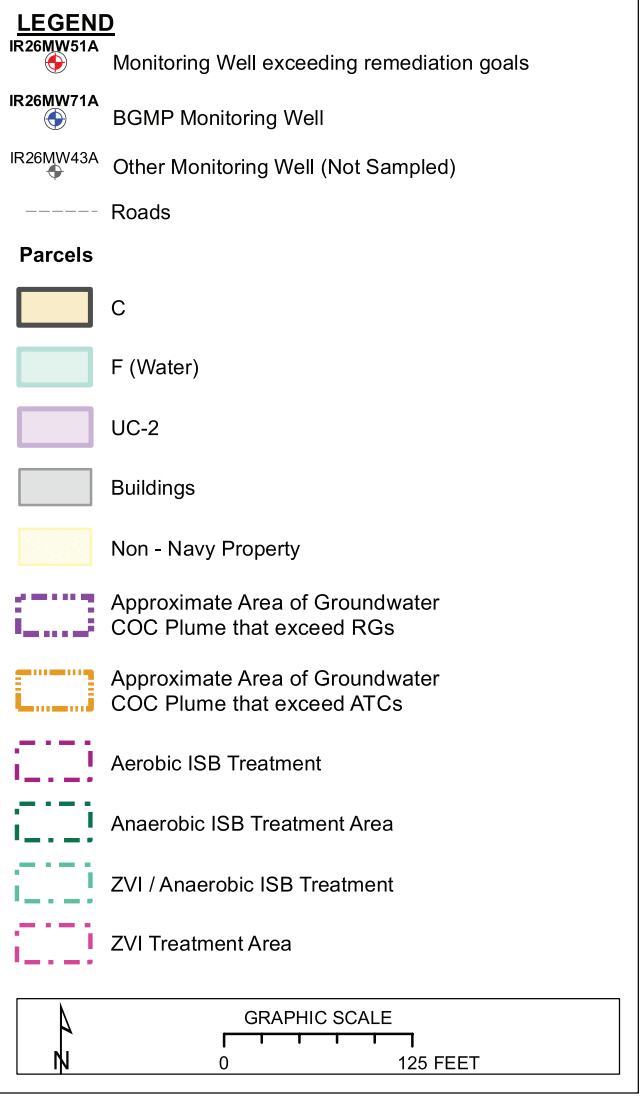 LEGEND
IR26MW51A
Monitoring Well exceeding remediation goals
IR26MW71A
BGMP Monitoring Well
IR26MW43A
Other Monitoring Well (Not Sampled)
Roads
Parcels
C
F (Water)
UC-2
Buildings
Non - Navy Property
Approximate Area of Groundwater
COC Plume that exceed RGs
Approximate Area of Groundwater
COC Plume that exceed ATCs
Aerobic ISB Treatment
Anaerobic ISB Treatment Area
ZVI / Anaerobic ISB Treatment
ZVI Treatment Area
GRAPHIC SCALE
N
0 125 FEET